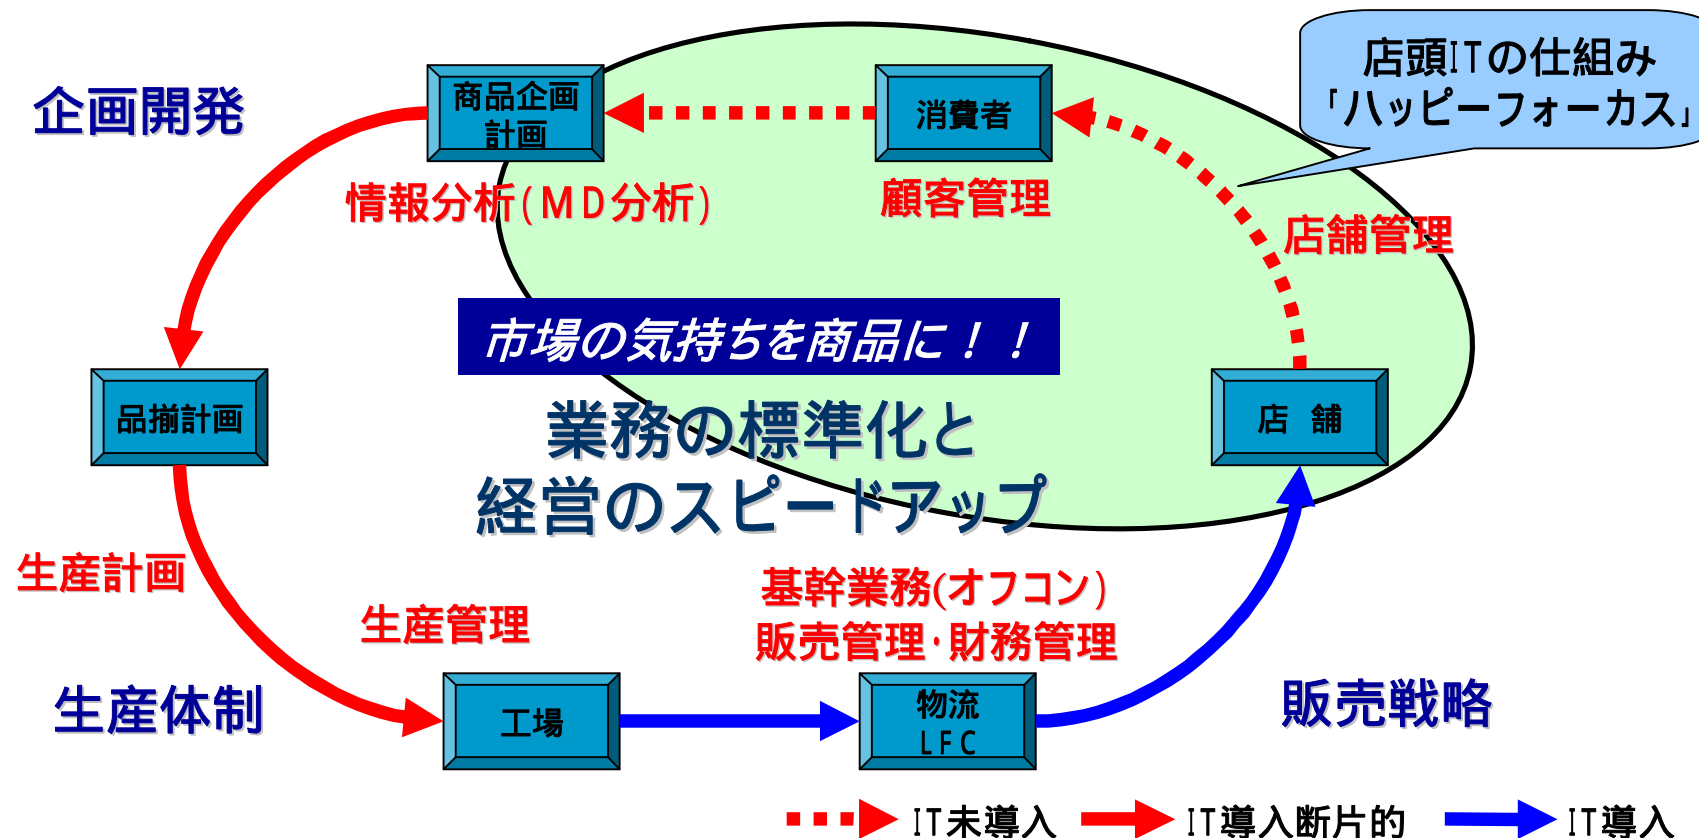 店頭ITの仕組み
「ハッピーフォーカス」
企画開発
商品企画
計画
消費者
情報分析(MD分析)
顧客管理
店舗管理
市場の気持ちを商品に！！
品揃計画
店 舗
業務の標準化と
経営のスピードアップ
生産計画
生産管理
基幹業務(オフコン)
販売管理・財務管理
生産体制
工場
物流
LFC
販売戦略
IT未導入
IT導入断片的
IT導入